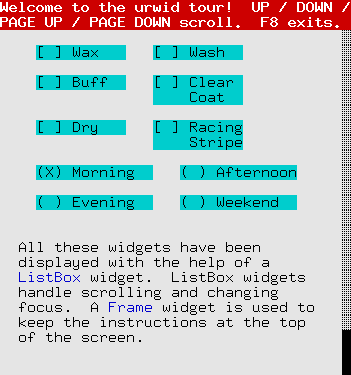 Welcome to the urwid tour!  UP / DOWN /
PAGE UP / PAGE DOWN scroll.  F8 exits.
[ ] Wax [ ] Wash
[ ] Buff [ ] Clear
Coat
[ ] Dry [ ] Racing
Stripe
(X) Morning ( ) Afternoon
( ) Evening ( ) Weekend
All these widgets have been
displayed with the help of a
ListBox widget.  ListBox widgets
handle scrolling and changing
focus.  A Frame widget is used to
keep the instructions at the top
of the screen.